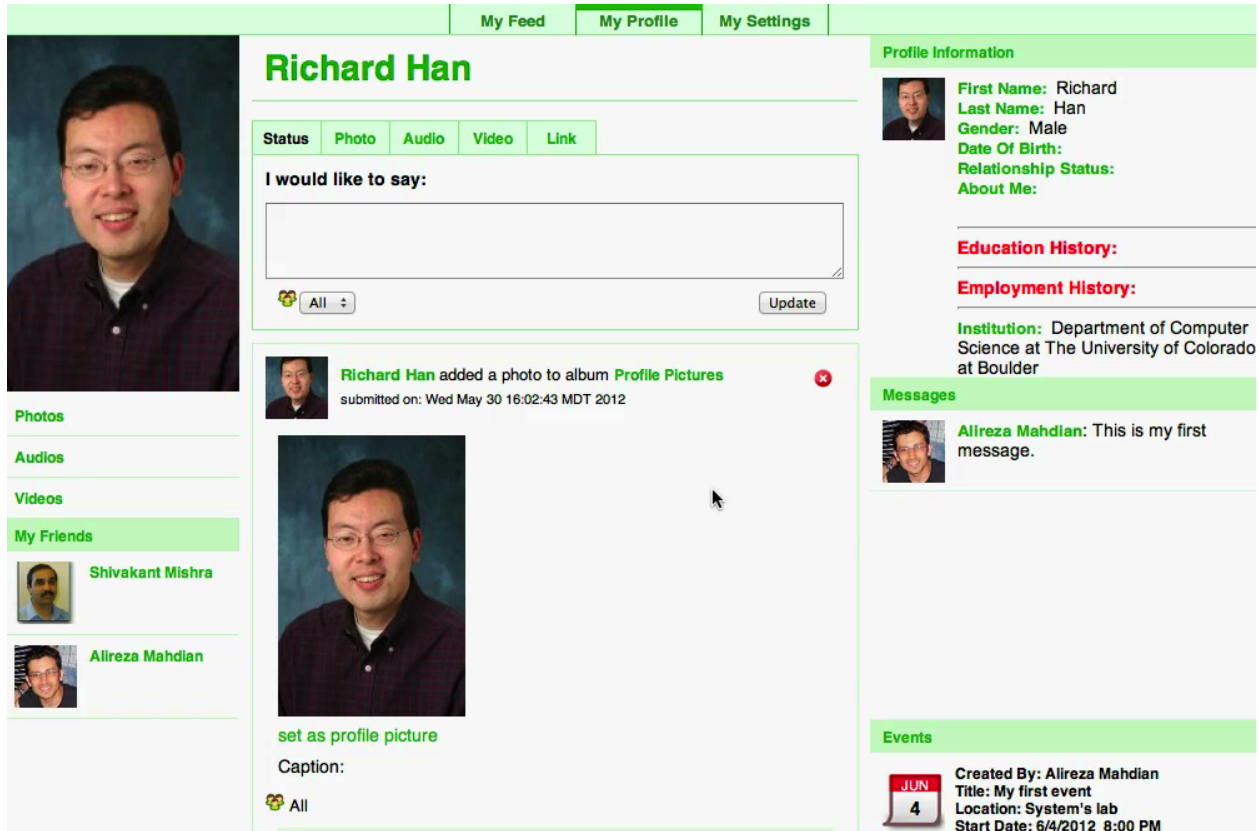 My Feed
My Profile
My Settings
Richard Han
Status
Photo
Audio
Video
Link
I would like to say:
All
Update
Richard Han added a photo to album Profile Pictures
submitted on: Wed May 30 16:02:43 MDT 2012
set as profile picture
Caption:
All
Photos
Audios
Videos
My Friends
Shivakant Mishra
Alireza Mahdian
Profile Information
First Name: Richard
Last Name: Han
Gender: Male
Date Of Birth:
Relationship Status:
About Me:
Education History:
Employment History:
Institution: Department of Computer
Science at The University of Colorado
at Boulder
Messages
Alireza Mahdian: This is my first
message.
Events
JUN
4
Created By: Alireza Mahdian
Title: My first event
Location: System's lab
Start Date: 6/4/2012 8:00 PM